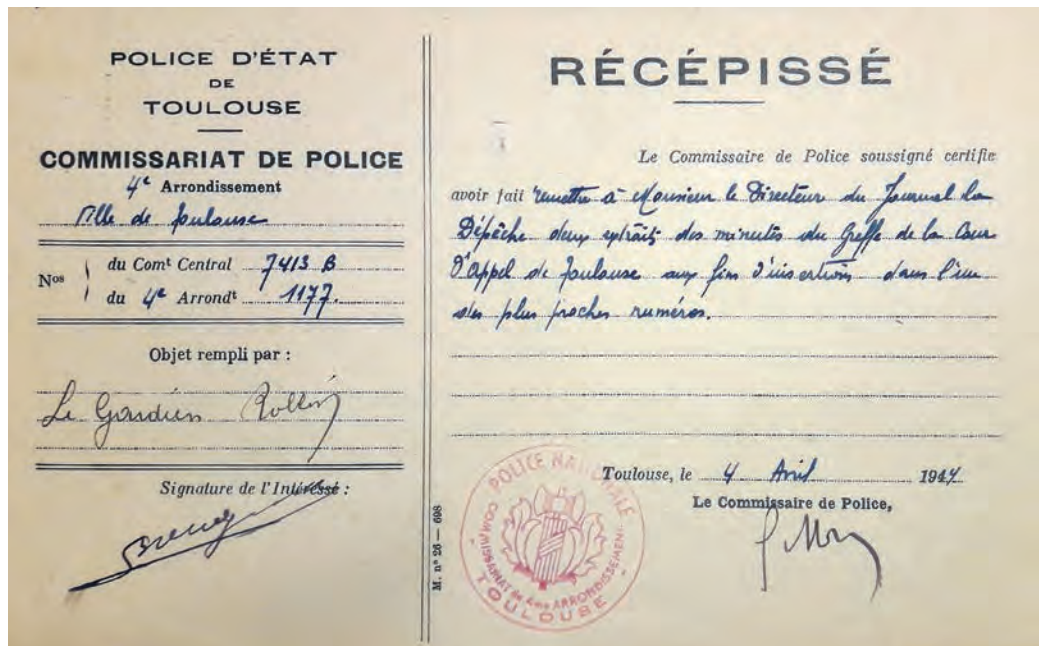 POLICE D'ÉTAT
DE
TOULOUSE
COMMISSARIAT DE POLICE
4e Arrondissement
Ville de Toulouse
Nos
du Comt Central 7413 B
du 4e Arrondt 1177
Objet rempli par :
Le Gardien
Signature de l'Intéressé :
RÉCÉPISSÉ
Le Commissaire de Police soussigné certifie
avoir fait remettre à Monsieur le Directeur du Journal La
Dépêche deux extraits des minutes du Greffe de la Cour
D'Appel de Toulouse aux fins d'insertions dans l'un
des plus proches numéros.
Toulouse, le 4 Avril 1944
Le Commissaire de Police,
POLICE NATIONALE
COMMISSARIAT du 4me ARRONDISSEMENT
TOULOUSE
M. nº 26 — 698